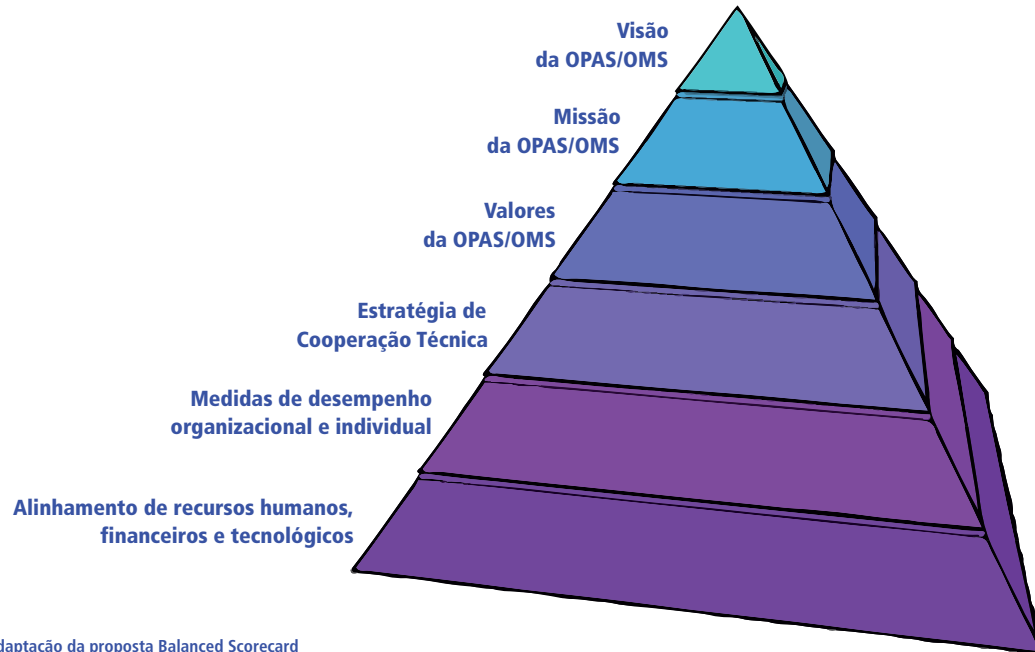 Visão
da OPAS/OMS
Missão
da OPAS/OMS
Valores
da OPAS/OMS
Estratégia de
Cooperação Técnica
Medidas de desempenho
organizacional e individual
Alinhamento de recursos humanos,
financeiros e tecnológicos
daptação da proposta Balanced Scorecard